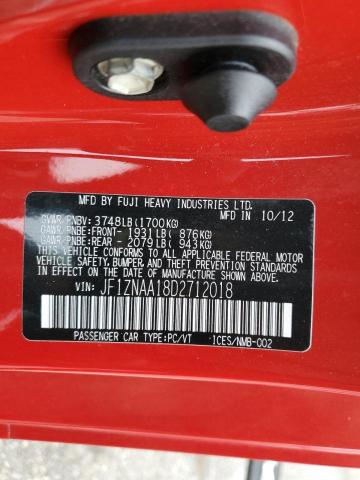 MFD BY FUJI HEAVY INDUSTRIES LTD.
MFD IN 10/12
GVWR/PNBV: 3748LB(1700KG)
GAWR/PNBE:FRONT- 1931LB( 876KG)
GAWR/PNBE:REAR - 2079LB( 943KG)
THIS VEHICLE CONFORMS TO ALL APPLICABLE FEDERAL MOTOR
VEHICLE SAFETY, BUMPER, AND THEFT PREVENTION STANDARDS
IN EFFECT ON THE DATE OF MANUFACTURE SHOWN ABOVE.
VIN: JF1ZNAA18D2712018
PASSENGER CAR TYPE:PC/VT ICES/NMB-002